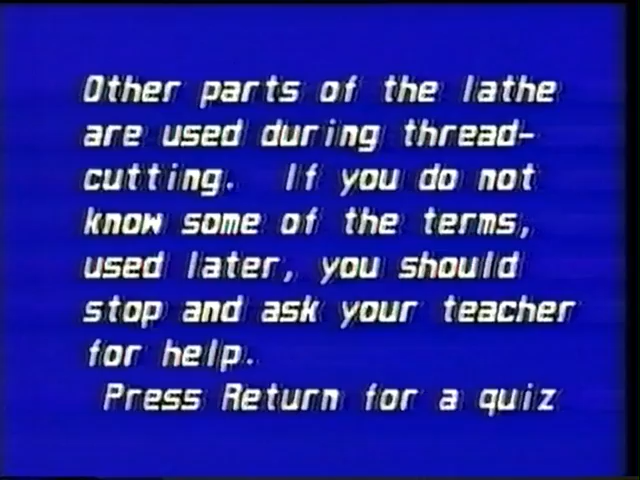 Other parts of the lathe
are used during thread-
cutting.  If you do not
know some of the terms,
used later, you should
stop and ask your teacher
for help.
Press Return for a quiz